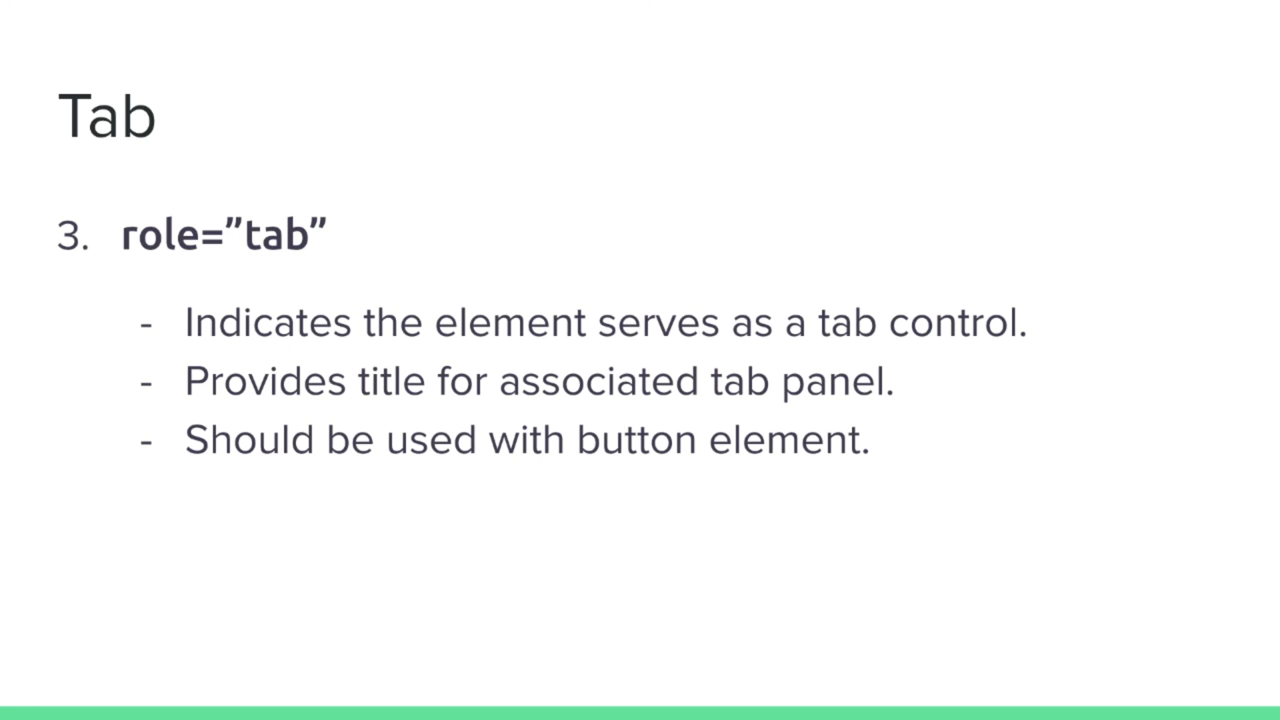 Tab
3. role=”tab”
- Indicates the element serves as a tab control.
- Provides title for associated tab panel.
- Should be used with button element.